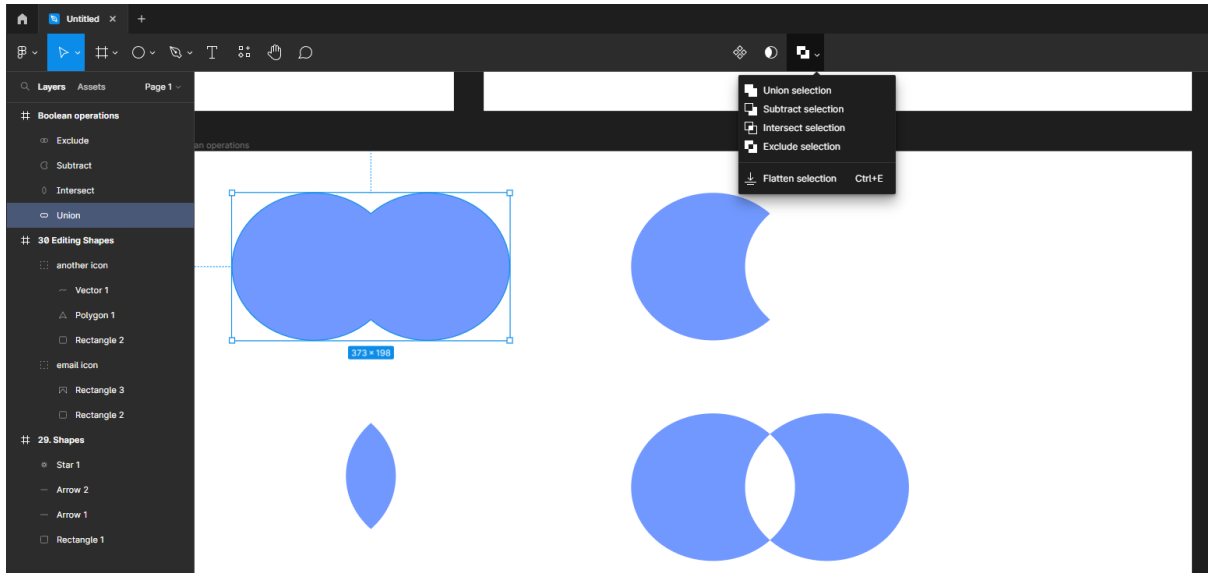 Untitled
Layers Assets Page 1
Boolean operations
Exclude
Subtract
Intersect
Union
30 Editing Shapes
another icon
Vector 1
Polygon 1
Rectangle 2
email icon
Rectangle 3
Rectangle 2
29. Shapes
Star 1
Arrow 2
Arrow 1
Rectangle 1
an operations
373 × 198
Union selection
Subtract selection
Intersect selection
Exclude selection
Flatten selection Ctrl+E